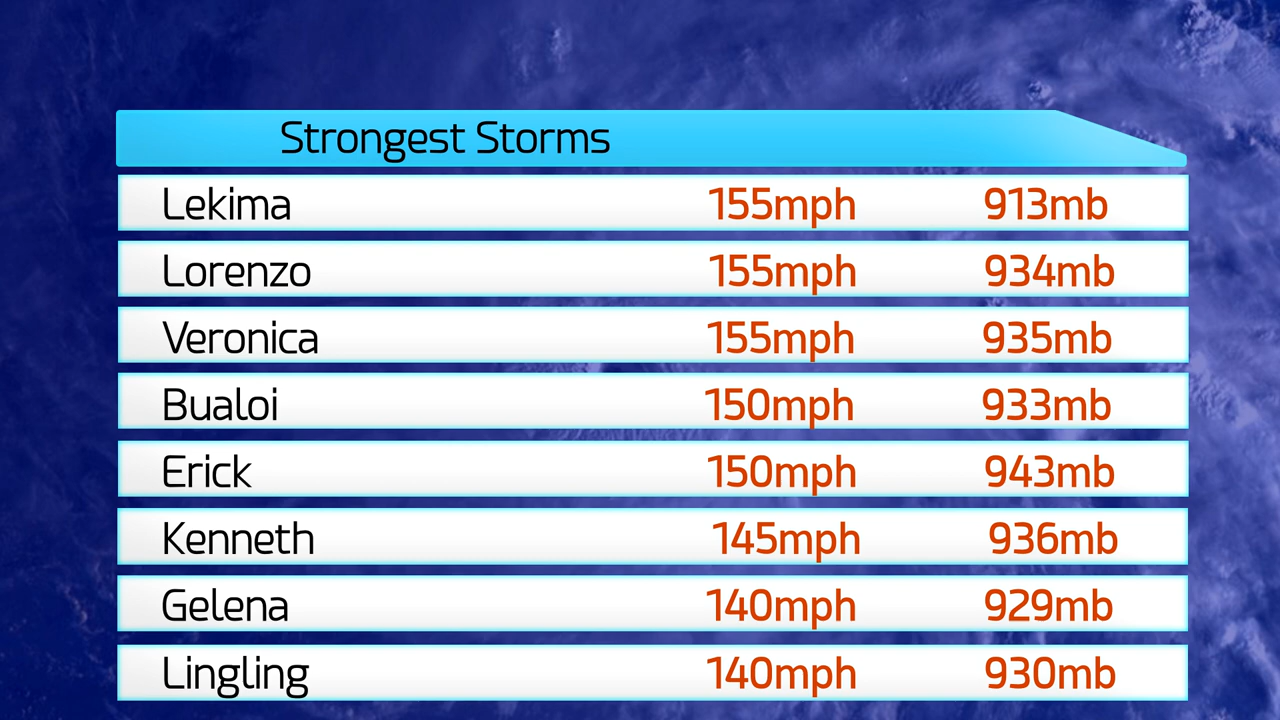 Strongest Storms
Lekima 155mph 913mb
Lorenzo 155mph 934mb
Veronica 155mph 935mb
Bualoi 150mph 933mb
Erick 150mph 943mb
Kenneth 145mph 936mb
Gelena 140mph 929mb
Lingling 140mph 930mb